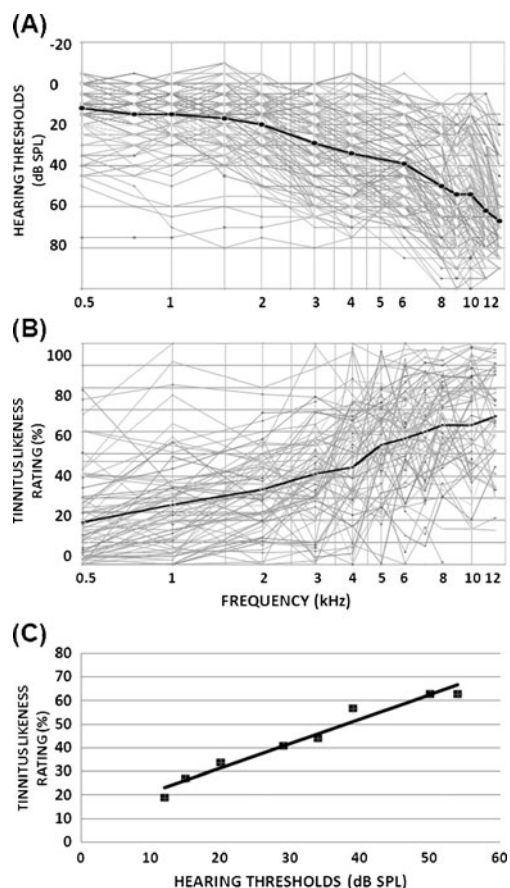 (A)
-20
0
20
40
60
80
HEARING THRESHOLDS
(dB SPL)
0.5 1 2 3 4 5 6 8 10 12
(B)
100
80
60
40
20
0
TINNITUS LIKENESS
RATING (%)
0.5 1 2 3 4 5 6 8 10 12
FREQUENCY (kHz)
(C)
80
70
60
50
40
30
20
10
0
TINNITUS LIKENESS
RATING (%)
0 10 20 30 40 50 60
HEARING THRESHOLDS (dB SPL)